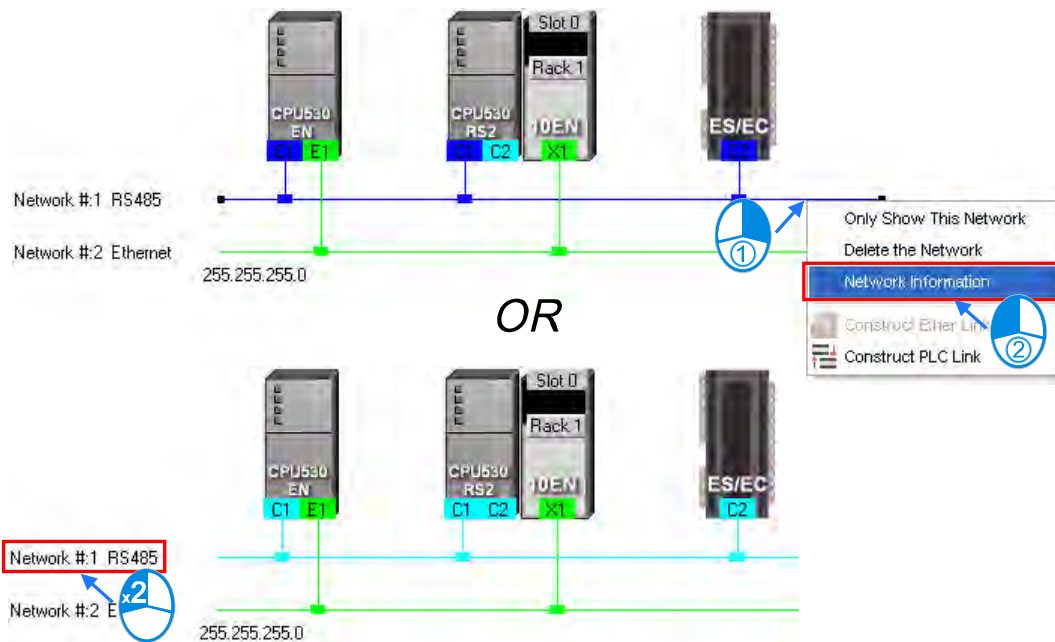 Slot 0
Rack 1
CPU530
EN
CPU530
RS2
10EN
ES/EC
C1 E1
C1 C2
X1
C2
Network #:1 RS485
Only Show This Network
Delete the Network
Network Information
Construct Ether Link
Construct PLC Link
1
2
Network #:2 Ethernet
255.255.255.0
OR
Slot 0
Rack 1
CPU530
EN
CPU530
RS2
10EN
ES/EC
C1 E1
C1 C2
X1
C2
Network #:1 RS485
x2
Network #:2 E
255.255.255.0